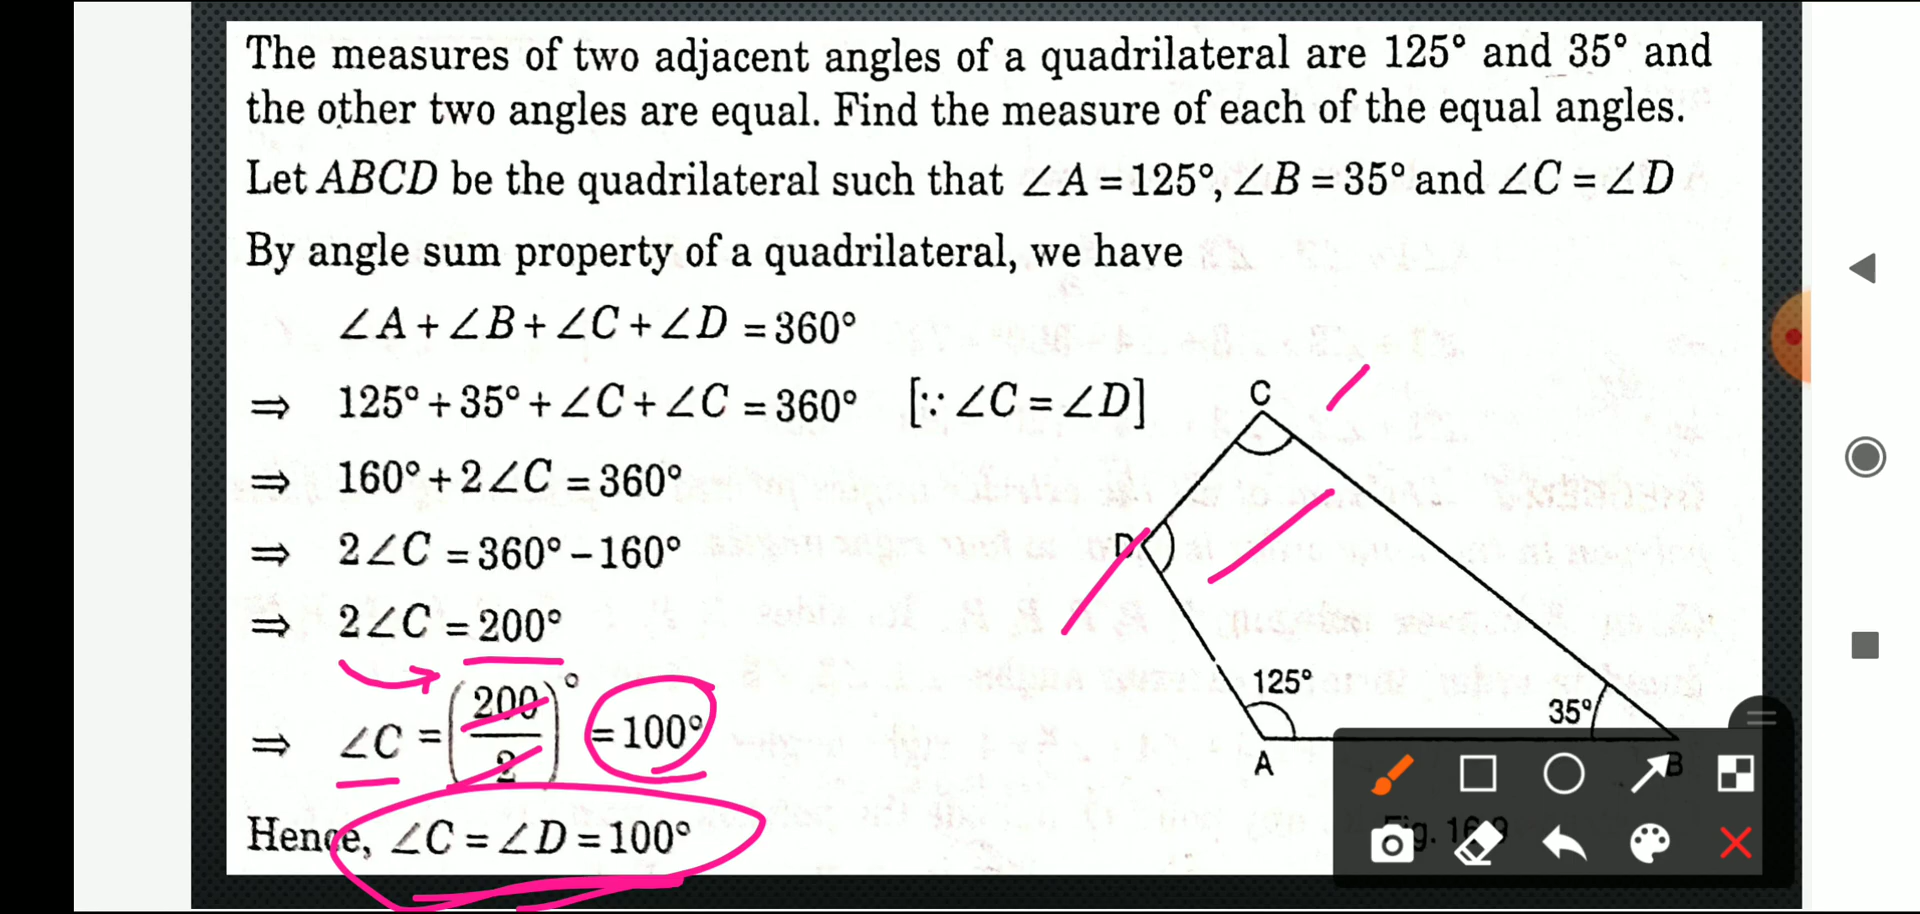 The measures of two adjacent angles of a quadrilateral are 125° and 35° and
the other two angles are equal. Find the measure of each of the equal angles.
Let ABCD be the quadrilateral such that ∠A = 125°, ∠B = 35° and ∠C = ∠D
By angle sum property of a quadrilateral, we have
∠A + ∠B + ∠C + ∠D = 360°
⇒ 125° + 35° + ∠C + ∠C = 360° [∵ ∠C = ∠D]
⇒ 160° + 2∠C = 360°
⇒ 2∠C = 360° − 160°
⇒ 2∠C = 200°
⇒ ∠C = (200/2)° = 100°
Hence, ∠C = ∠D = 100°
C
D
125°
35°
A
B
Fig. 16.9